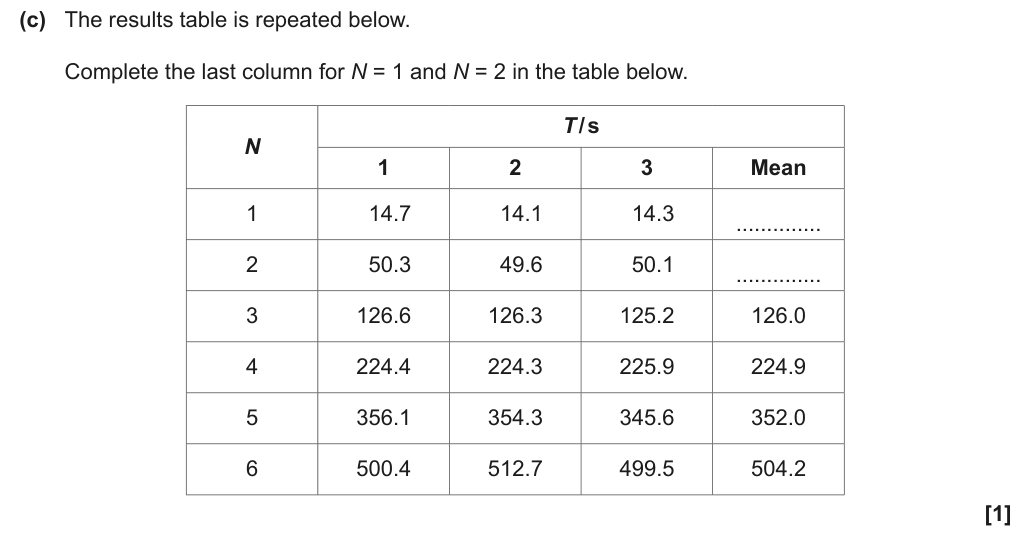 (c) The results table is repeated below.
Complete the last column for N = 1 and N = 2 in the table below.
N
T / s
1 2 3 Mean
1 14.7 14.1 14.3 ..............
2 50.3 49.6 50.1 ..............
3 126.6 126.3 125.2 126.0
4 224.4 224.3 225.9 224.9
5 356.1 354.3 345.6 352.0
6 500.4 512.7 499.5 504.2
[1]